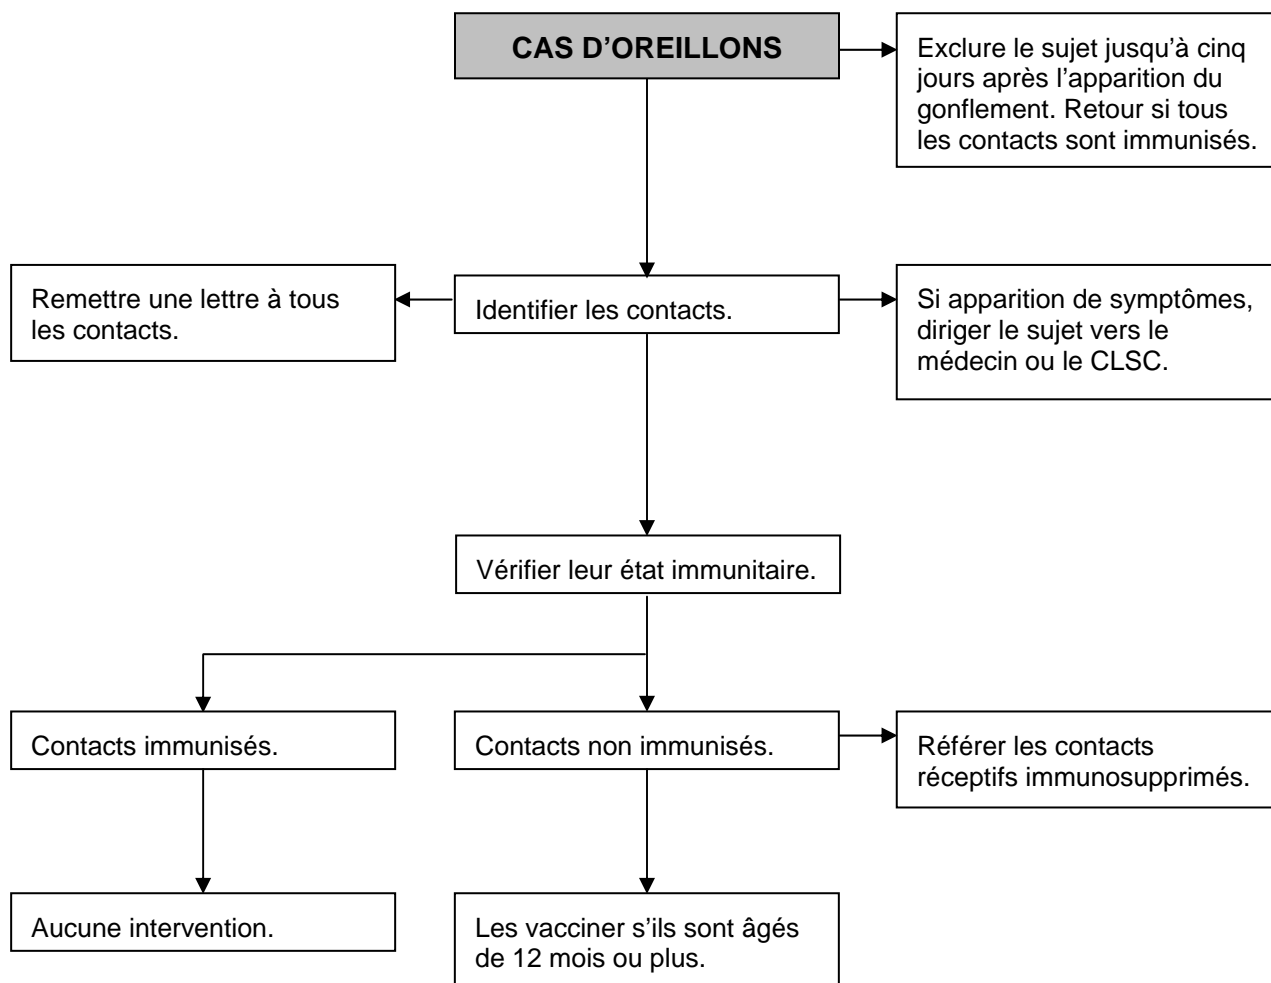 CAS D’OREILLONS
Exclure le sujet jusqu’à cinq
jours après l’apparition du
gonflement. Retour si tous
les contacts sont immunisés.
Remettre une lettre à tous
les contacts.
Identifier les contacts.
Si apparition de symptômes,
diriger le sujet vers le
médecin ou le CLSC.
Vérifier leur état immunitaire.
Contacts immunisés.
Contacts non immunisés.
Référer les contacts
réceptifs immunosupprimés.
Aucune intervention.
Les vacciner s’ils sont âgés
de 12 mois ou plus.